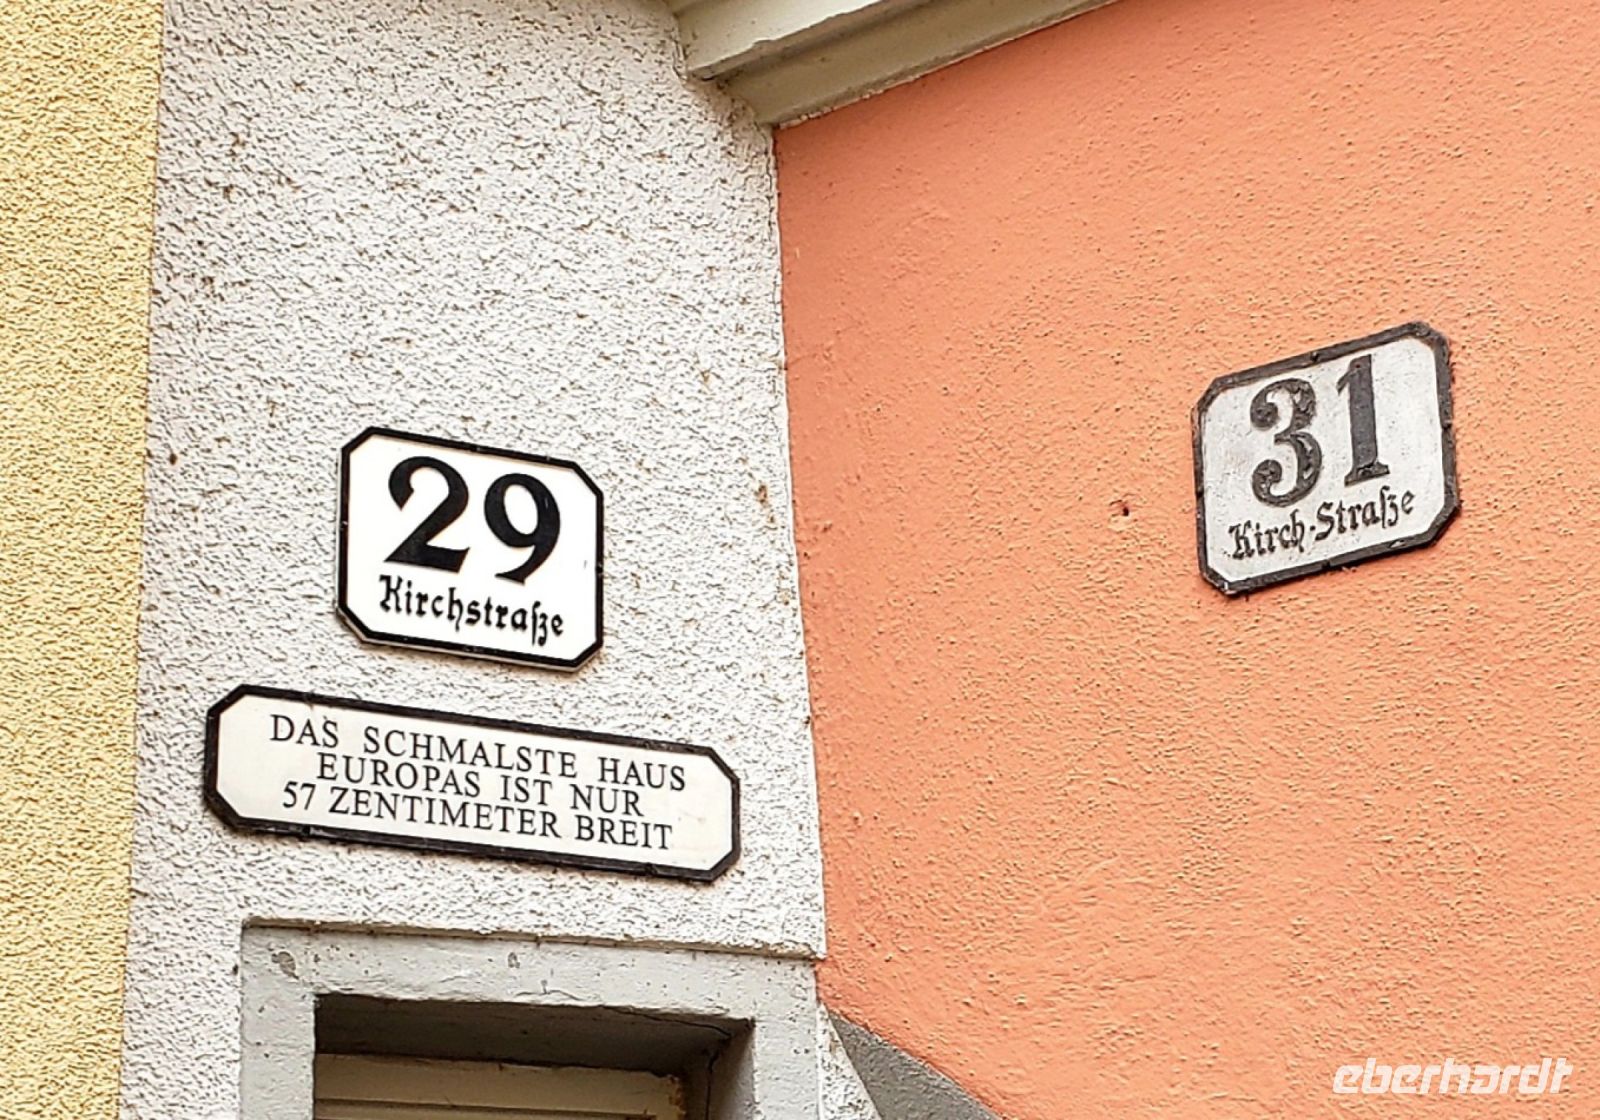 29
Kirchstraße
DAS SCHMALSTE HAUS
EUROPAS IST NUR
57 ZENTIMETER BREIT
31
Kirch-Straße
eberhardt